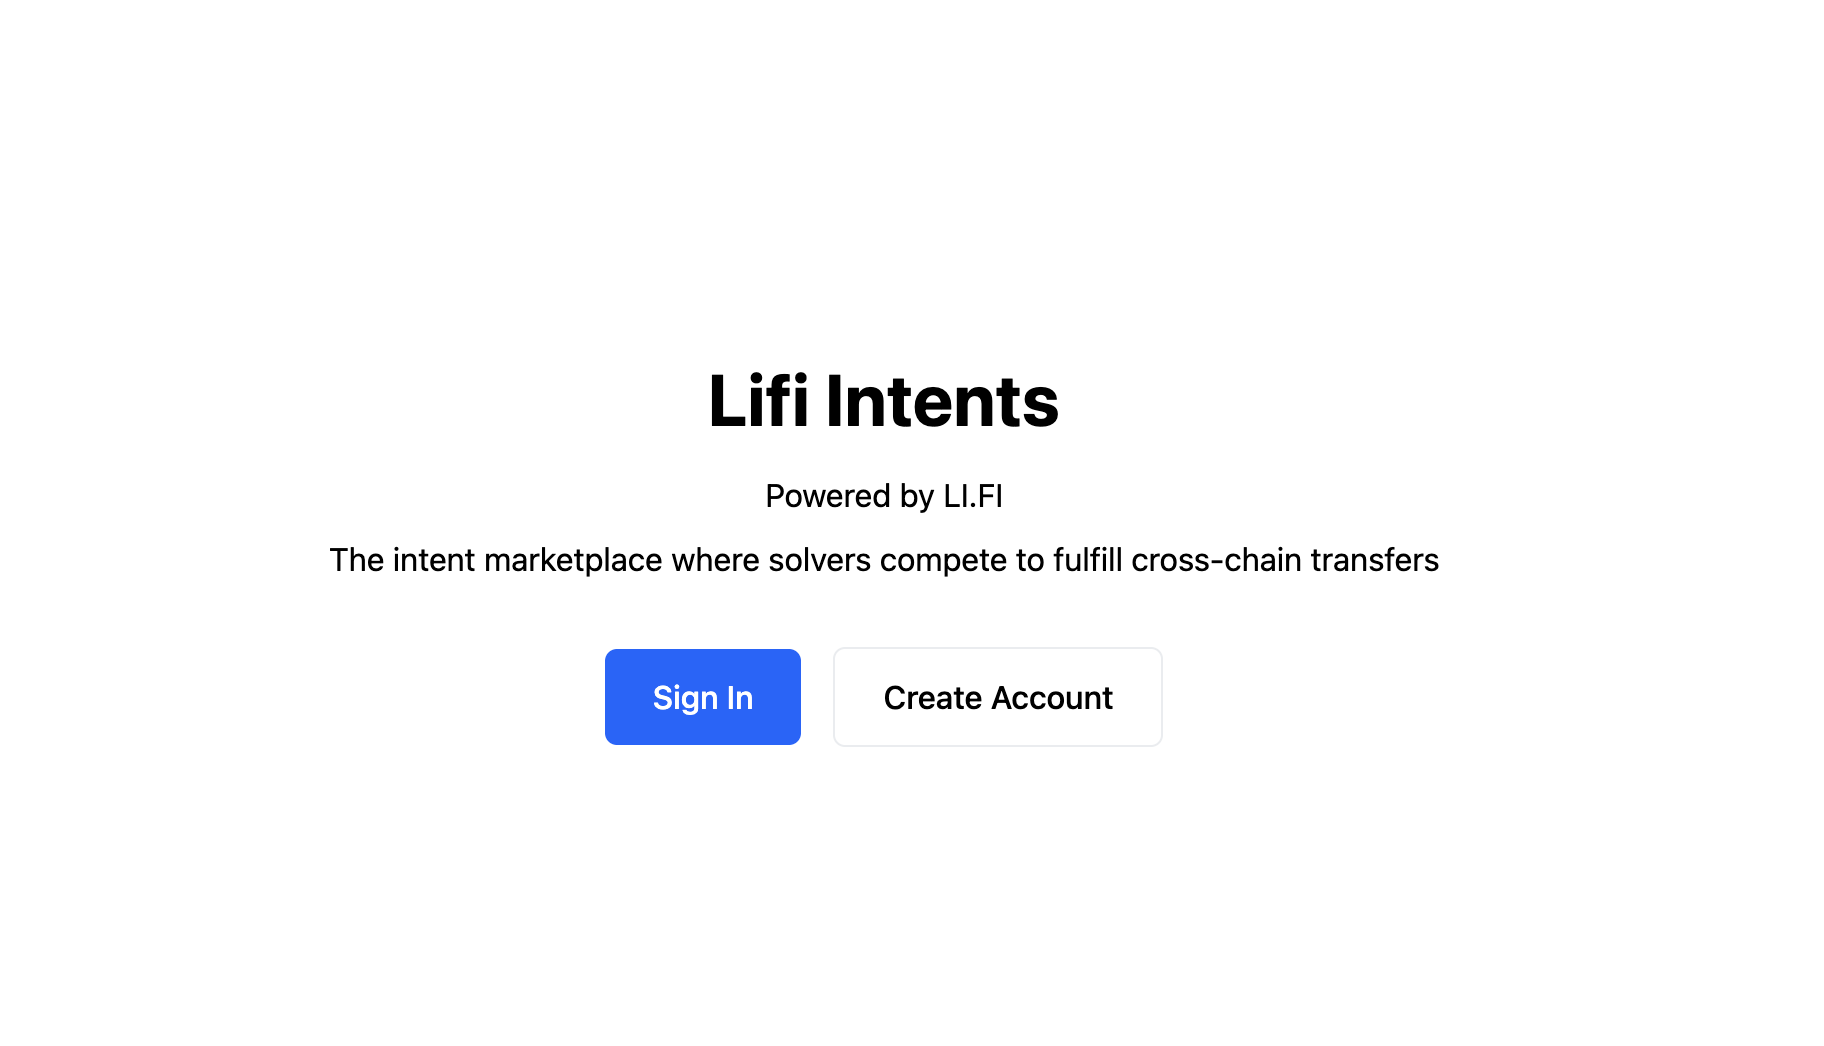 Lifi Intents
Powered by LI.FI
The intent marketplace where solvers compete to fulfill cross-chain transfers
Sign In
Create Account